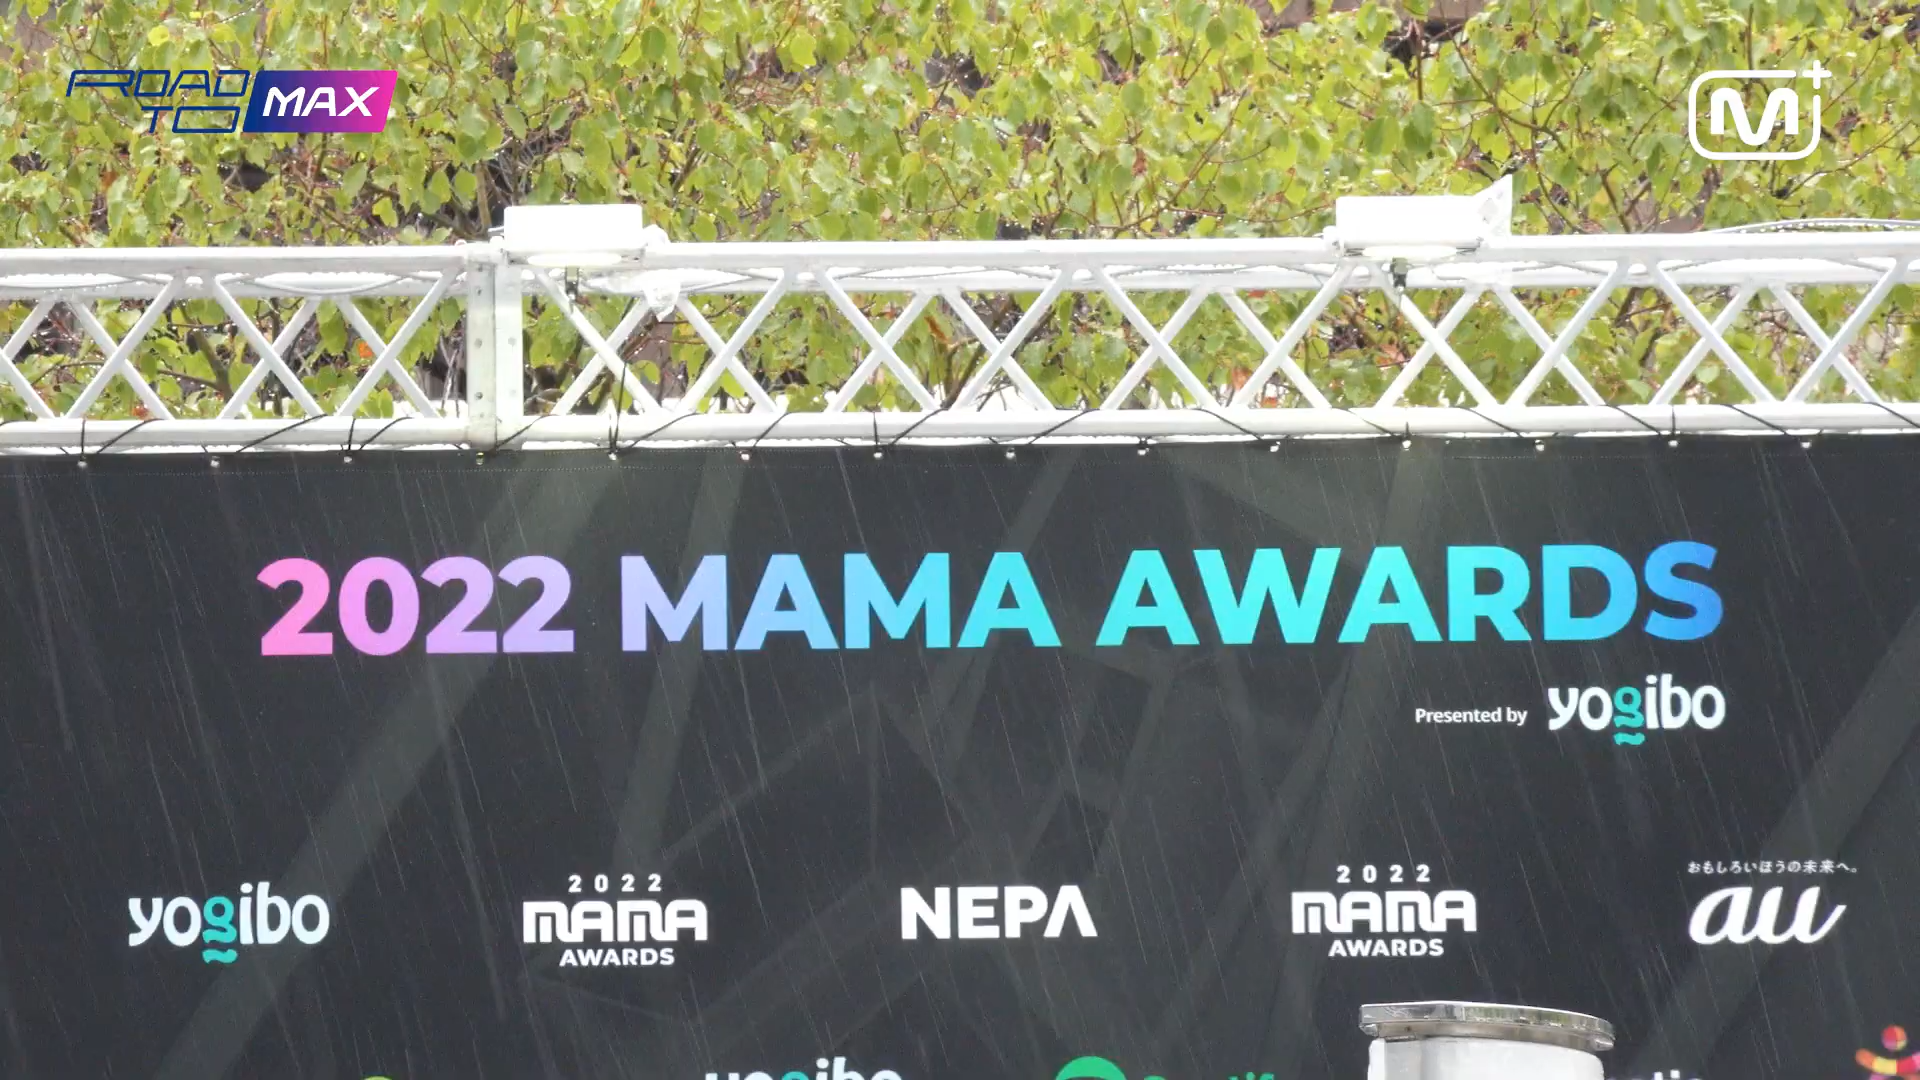 ROAD
TO MAX
M+
2022 MAMA AWARDS
Presented by yogibo
yogibo
2022
MAMA
AWARDS
NEPA
2022
MAMA
AWARDS
おもしろいほうの未来へ。
au
yogibo